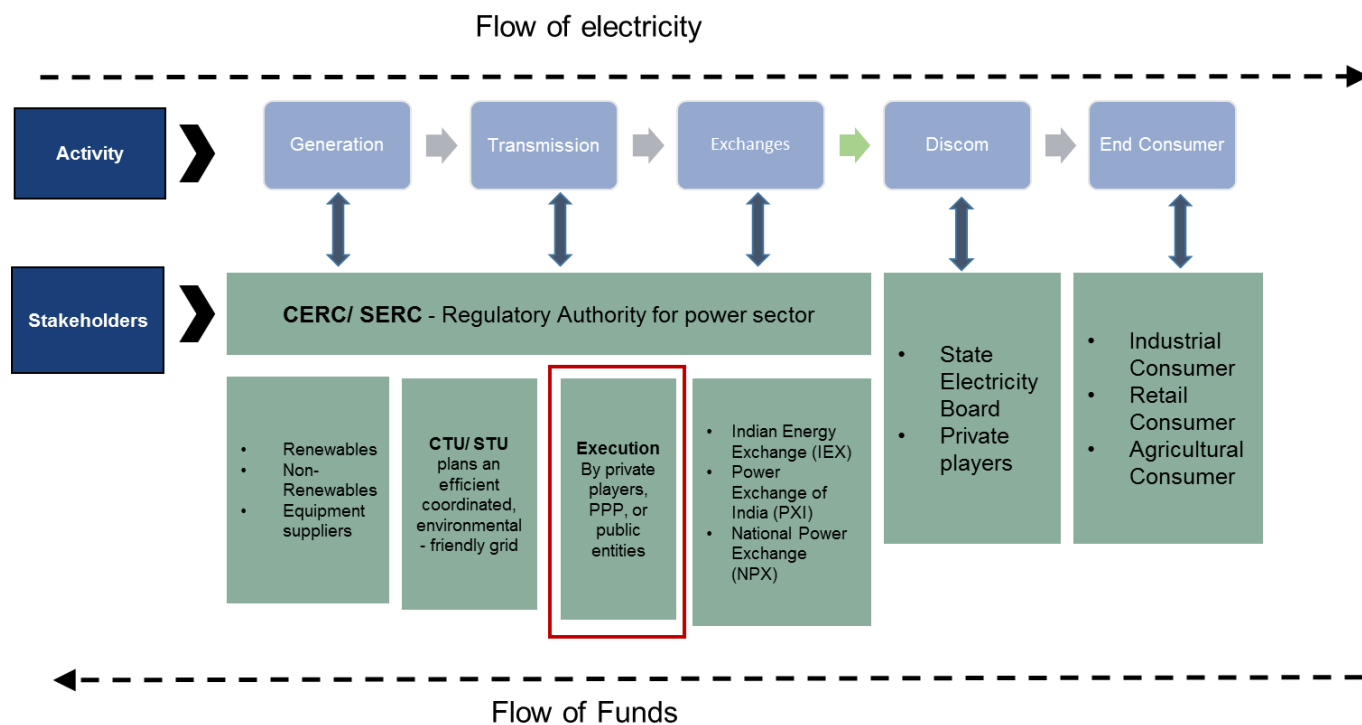 Flow of electricity
Activity
Generation
Transmission
Exchanges
Discom
End Consumer
Stakeholders
CERC/ SERC - Regulatory Authority for power sector
• Renewables
• Non-
Renewables
• Equipment
suppliers
CTU/ STU
plans an
efficient
coordinated,
environmental
- friendly grid
Execution
By private
players,
PPP, or
public
entities
• Indian Energy
Exchange (IEX)
• Power
Exchange of
India (PXI)
• National Power
Exchange
(NPX)
• State
Electricity
Board
• Private
players
• Industrial
Consumer
• Retail
Consumer
• Agricultural
Consumer
Flow of Funds